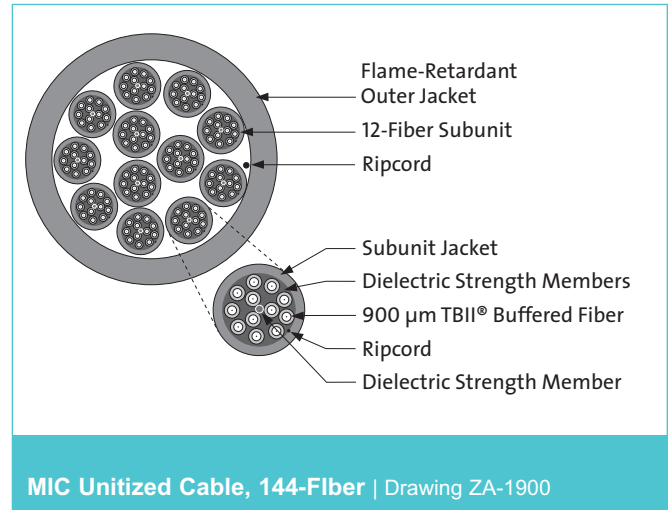 Flame-Retardant
Outer Jacket
12-Fiber Subunit
Ripcord
Subunit Jacket
Dielectric Strength Members
900 µm TBII® Buffered Fiber
Ripcord
Dielectric Strength Member
MIC Unitized Cable, 144-FIber | Drawing ZA-1900